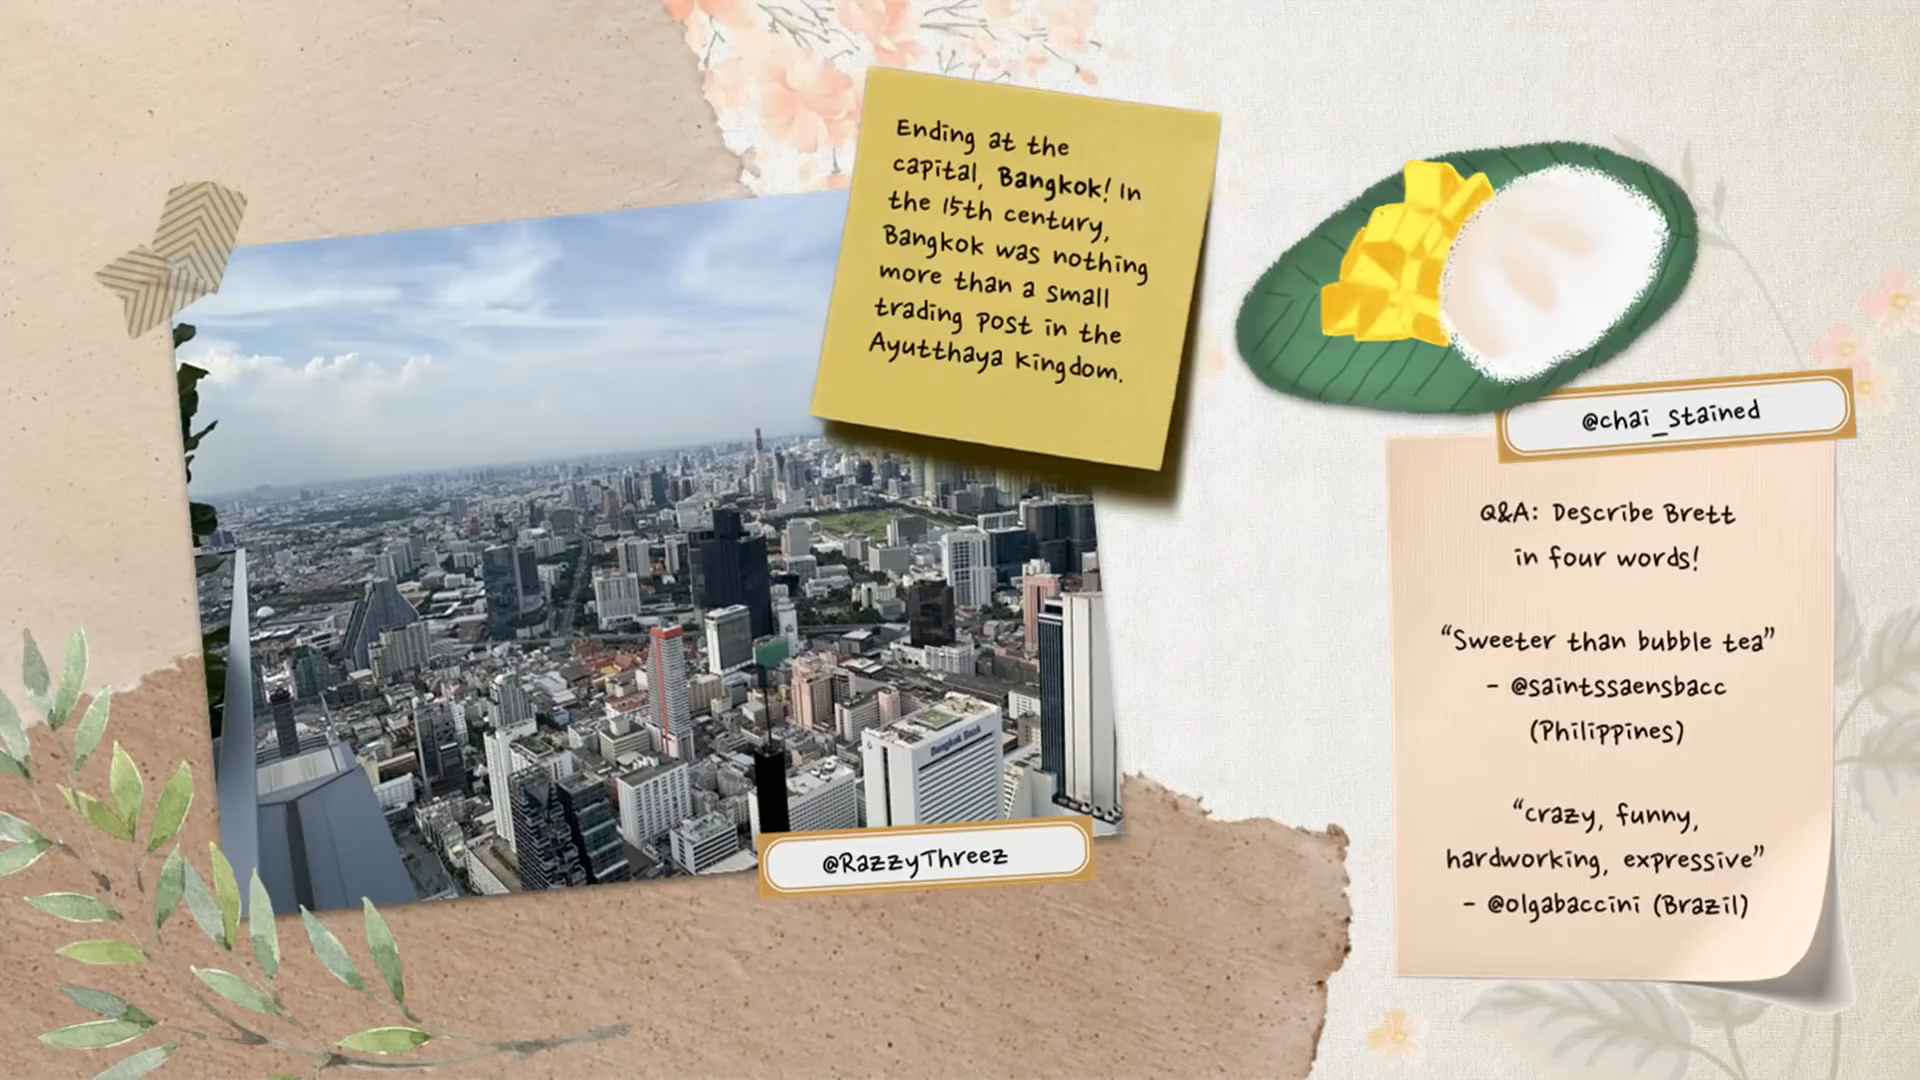 Ending at the
capital, Bangkok! In
the 15th century,
Bangkok was nothing
more than a small
trading post in the
Ayutthaya Kingdom.
@chai_stained
Q&A: Describe Brett
in four words!
“Sweeter than bubble tea”
- @saintssaensbacc
(Philippines)
“crazy, funny,
hardworking, expressive”
- @olgabaccini (Brazil)
Bangkok Bank
@RazzyThreez